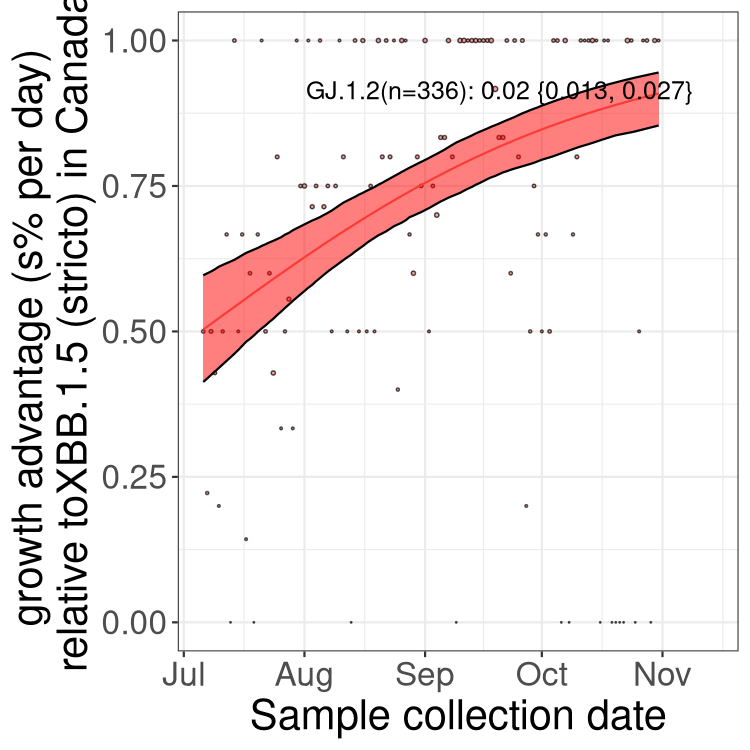 growth advantage (s% per day)
relative toXBB.1.5 (stricto) in Canada
1.00
0.75
0.50
0.25
0.00
GJ.1.2(n=336): 0.02 {0.013, 0.027}
Jul Aug Sep Oct Nov
Sample collection date